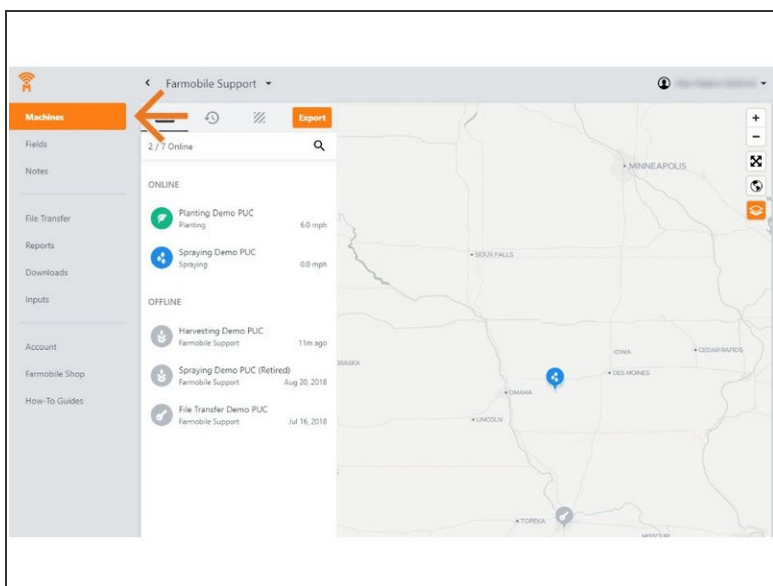 Farmobile Support
Machines
Fields
Notes
File Transfer
Reports
Downloads
Inputs
Account
Farmobile Shop
How-To Guides
Export
2 / 7 Online
ONLINE
Planting Demo PUC
Planting 6.0 mph
Spraying Demo PUC
Spraying 0.0 mph
OFFLINE
Harvesting Demo PUC
Farmobile Support 11m ago
Spraying Demo PUC (Retired)
Farmobile Support Aug 20, 2018
File Transfer Demo PUC
Farmobile Support Jul 16, 2018
+
−
MINNEAPOLIS
SIOUX FALLS
IOWA
CEDAR RAPIDS
DES MOINES
OMAHA
LINCOLN
TOPEKA